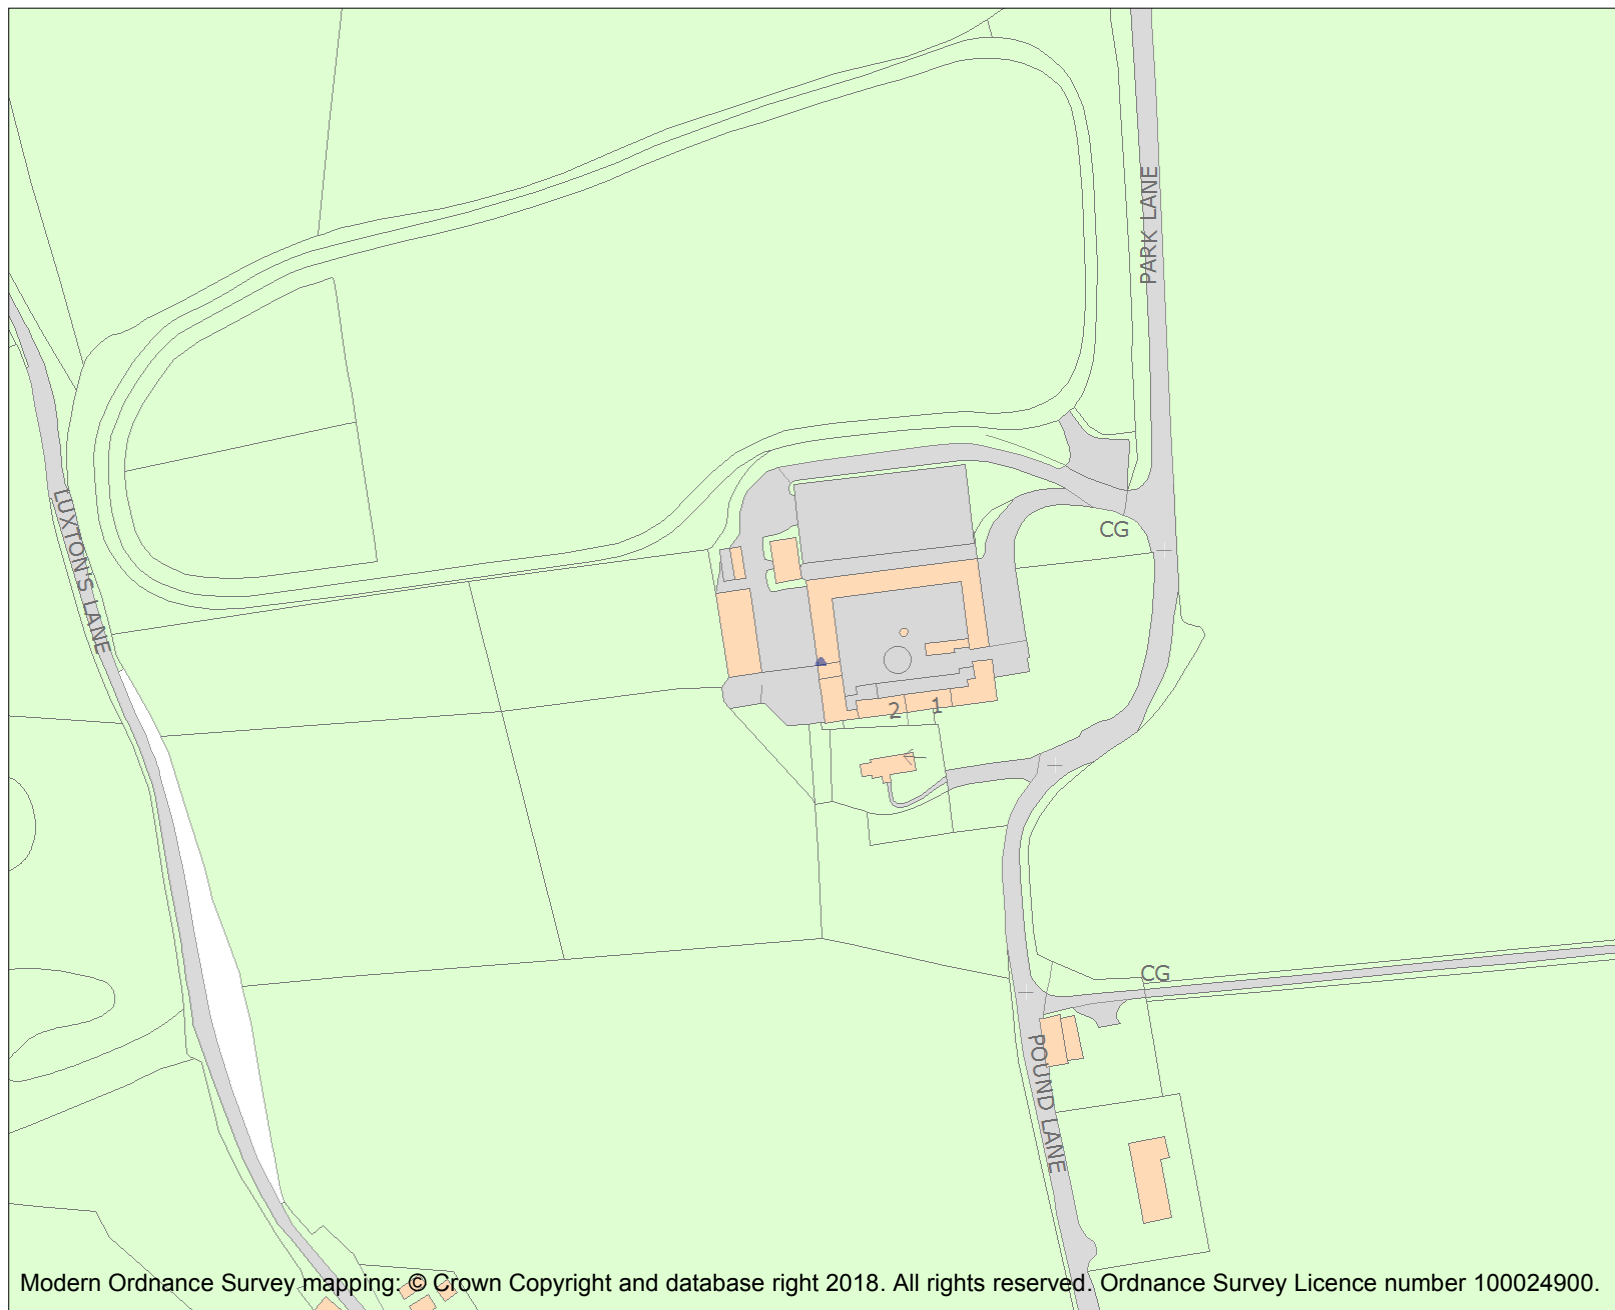 PARK LANE
LUXTON'S LANE
CG
2
1
CG
POUND LANE
Modern Ordnance Survey mapping: © Crown Copyright and database right 2018. All rights reserved. Ordnance Survey Licence number 100024900.